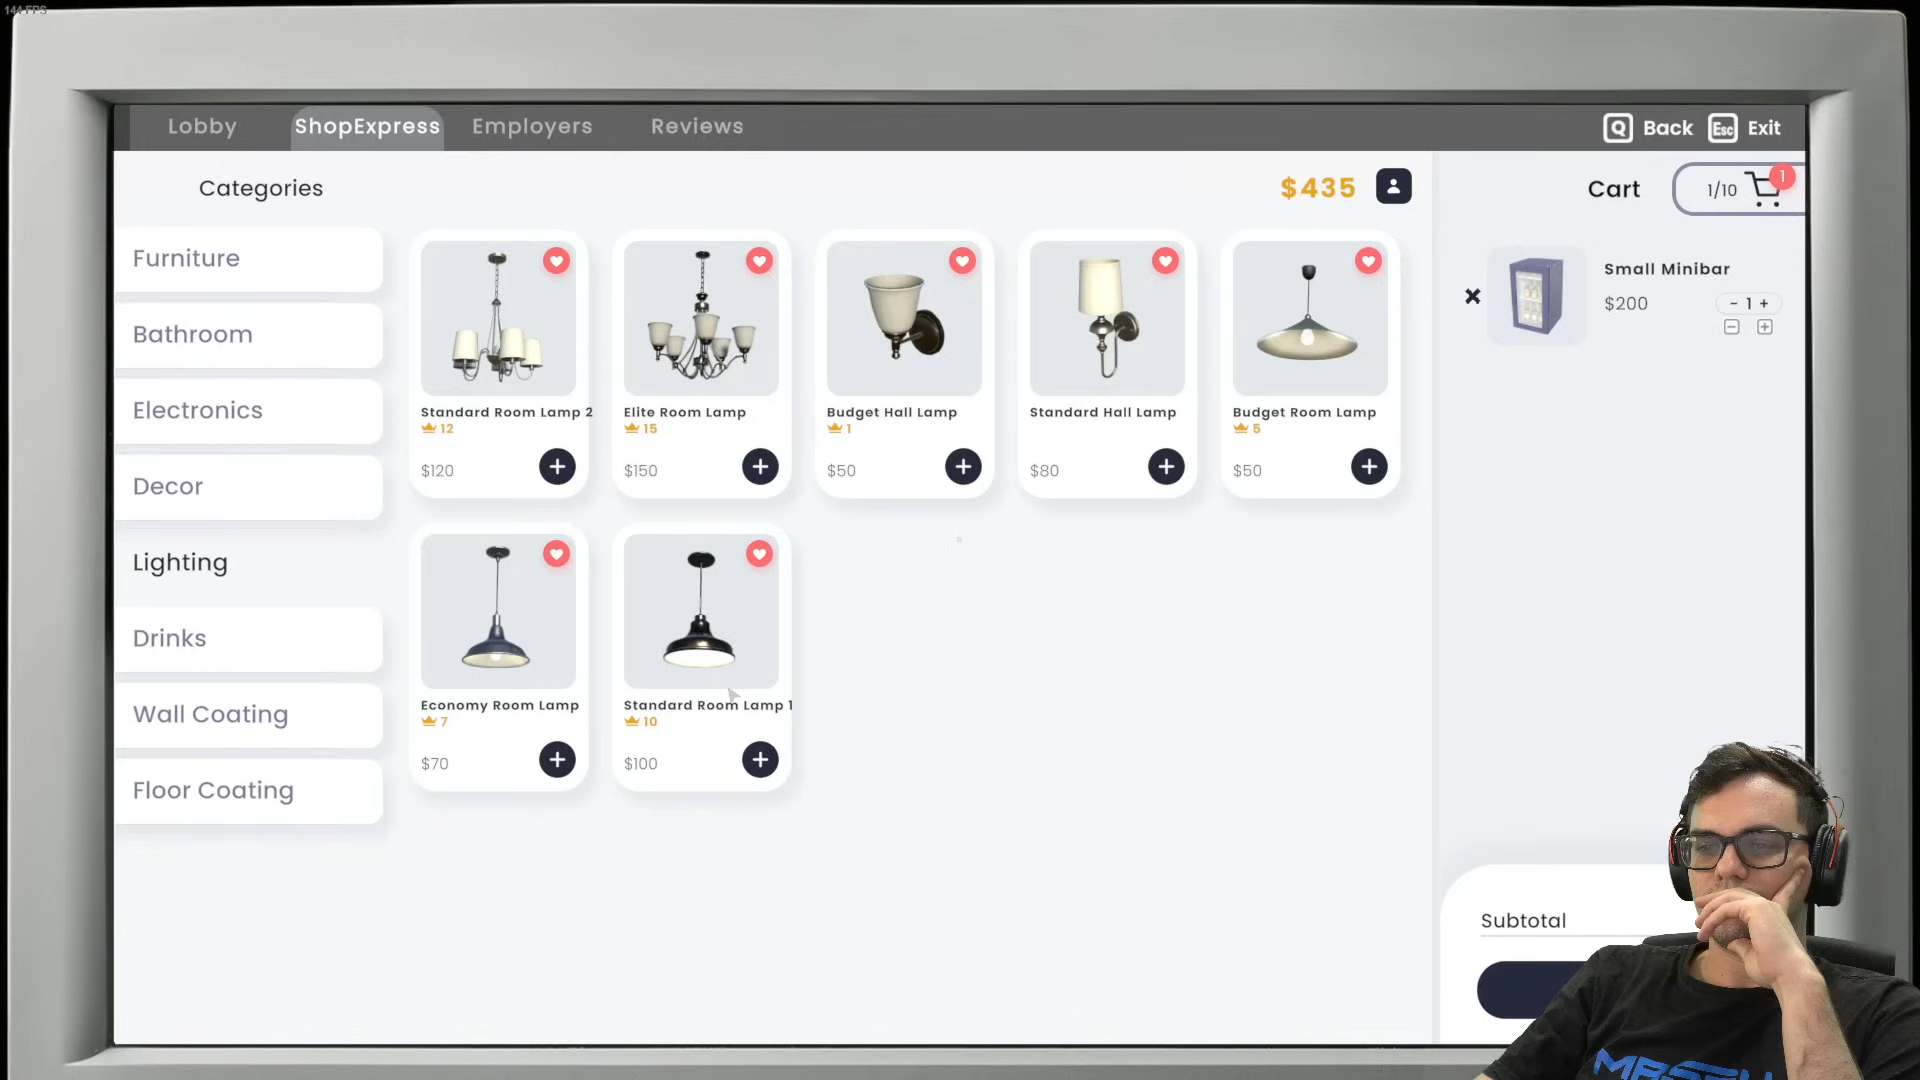 144 FPS
Lobby
ShopExpress
Employers
Reviews
Q Back Esc Exit
Categories
$435
Cart
1/10
1
Furniture
Bathroom
Electronics
Decor
Lighting
Drinks
Wall Coating
Floor Coating
Standard Room Lamp 2
12
$120
Elite Room Lamp
15
$150
Budget Hall Lamp
1
$50
Standard Hall Lamp
$80
Budget Room Lamp
5
$50
Economy Room Lamp
7
$70
Standard Room Lamp 1
10
$100
Small Minibar
$200
- 1 +
Subtotal